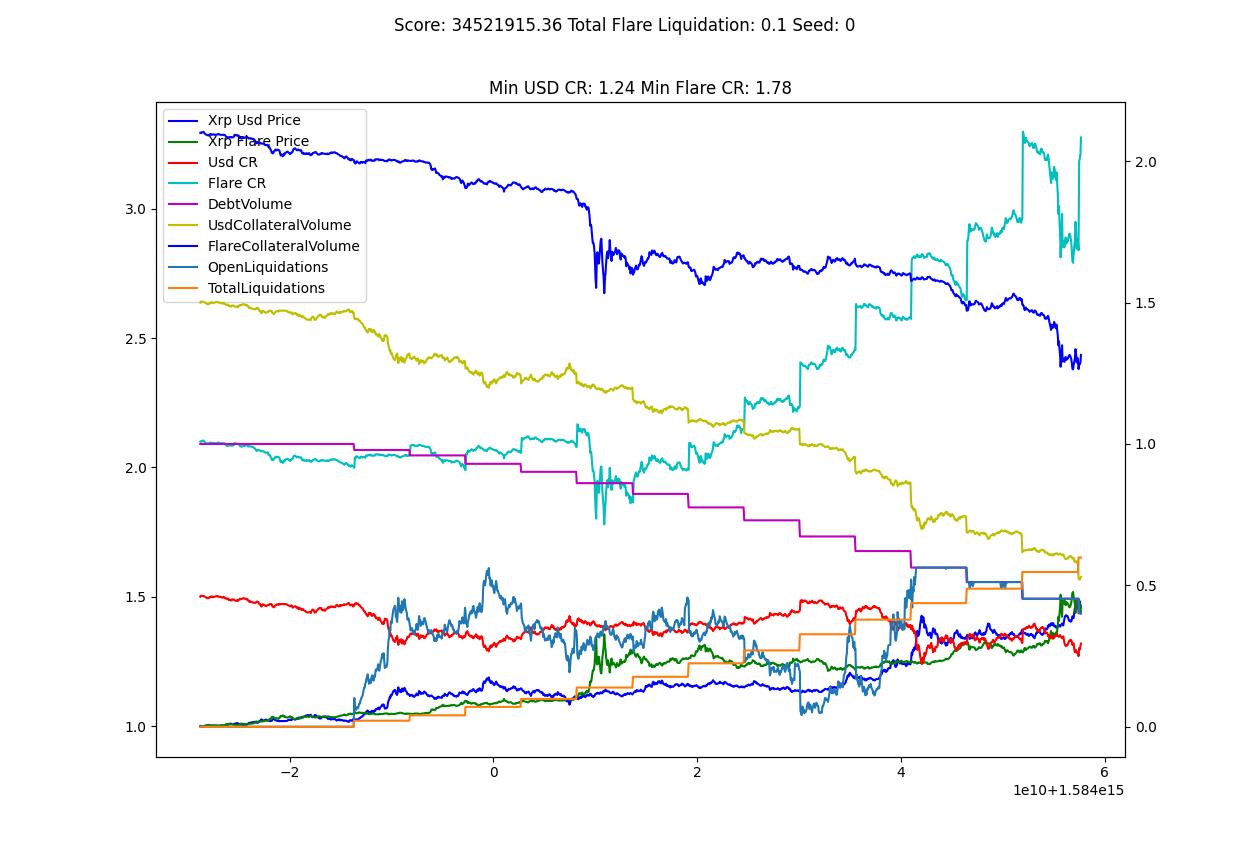 Score: 34521915.36 Total Flare Liquidation: 0.1 Seed: 0
Min USD CR: 1.24 Min Flare CR: 1.78
Xrp Usd Price
Xrp Flare Price
Usd CR
Flare CR
DebtVolume
UsdCollateralVolume
FlareCollateralVolume
OpenLiquidations
TotalLiquidations
3.0
2.5
2.0
1.5
1.0
2.0
1.5
1.0
0.5
0.0
−2
0
2
4
6
1e10+1.584e15